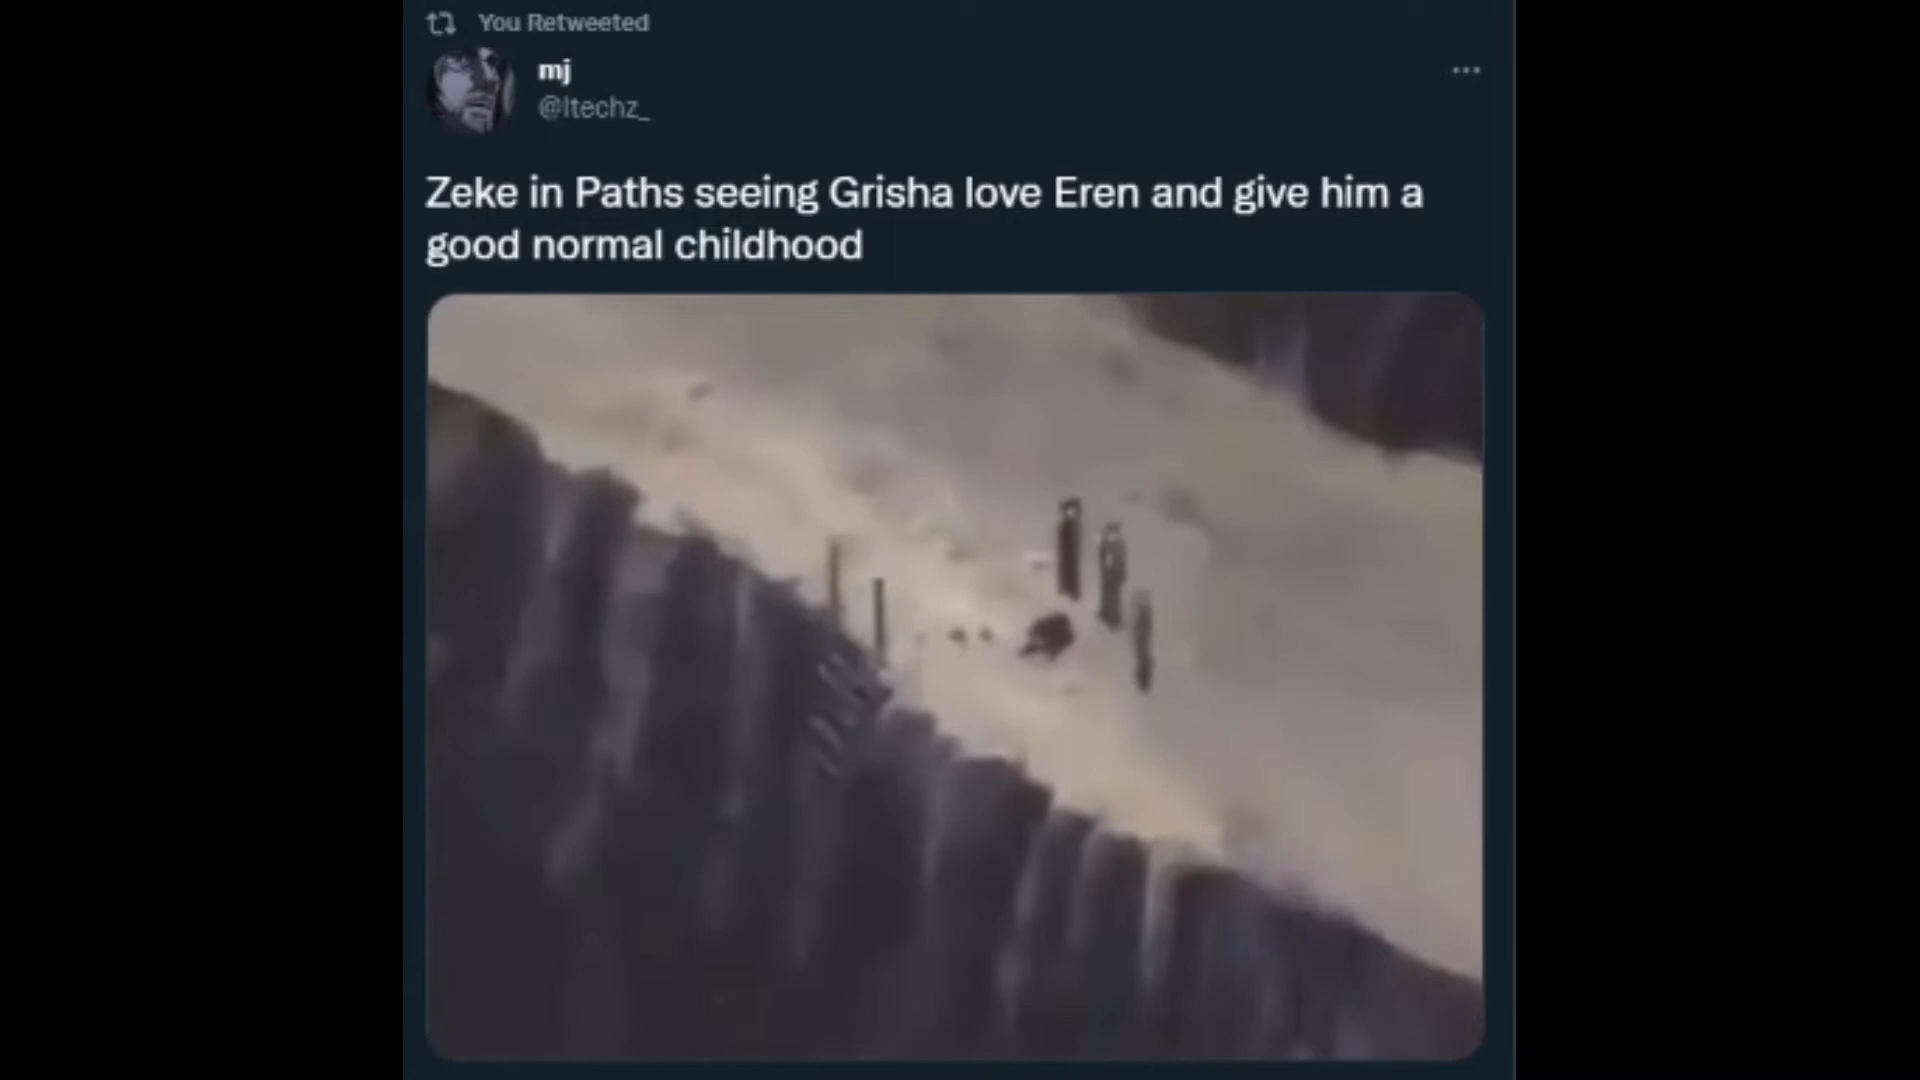 You Retweeted
mj
@ltechz_
Zeke in Paths seeing Grisha love Eren and give him a
good normal childhood